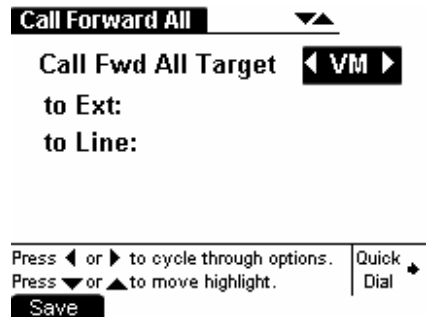 Call Forward All ▼▲
Call Fwd All Target ◀ VM ▶
to Ext:
to Line:
Press ◀ or ▶ to cycle through options.
Press ▼ or ▲ to move highlight.
Quick
Dial
Save